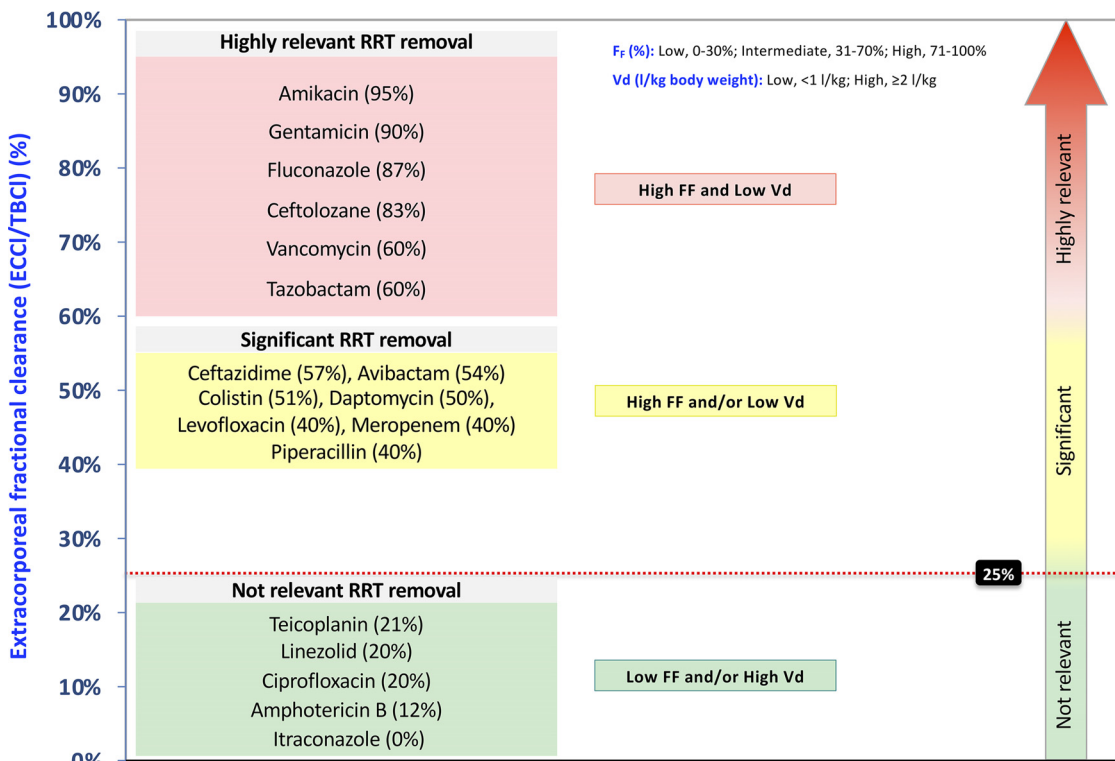 Extracorporeal fractional clearance (ECCl/TBCl) (%)
100%
90%
80%
70%
60%
50%
40%
30%
20%
10%
0%
Highly relevant RRT removal
Amikacin (95%)
Gentamicin (90%)
Fluconazole (87%)
Ceftolozane (83%)
Vancomycin (60%)
Tazobactam (60%)
Significant RRT removal
Ceftazidime (57%), Avibactam (54%)
Colistin (51%), Daptomycin (50%),
Levofloxacin (40%), Meropenem (40%)
Piperacillin (40%)
Not relevant RRT removal
Teicoplanin (21%)
Linezolid (20%)
Ciprofloxacin (20%)
Amphotericin B (12%)
Itraconazole (0%)
FF (%): Low, 0-30%; Intermediate, 31-70%; High, 71-100%
Vd (l/kg body weight): Low, <1 l/kg; High, ≥2 l/kg
High FF and Low Vd
High FF and/or Low Vd
25%
Low FF and/or High Vd
Highly relevant
Significant
Not relevant